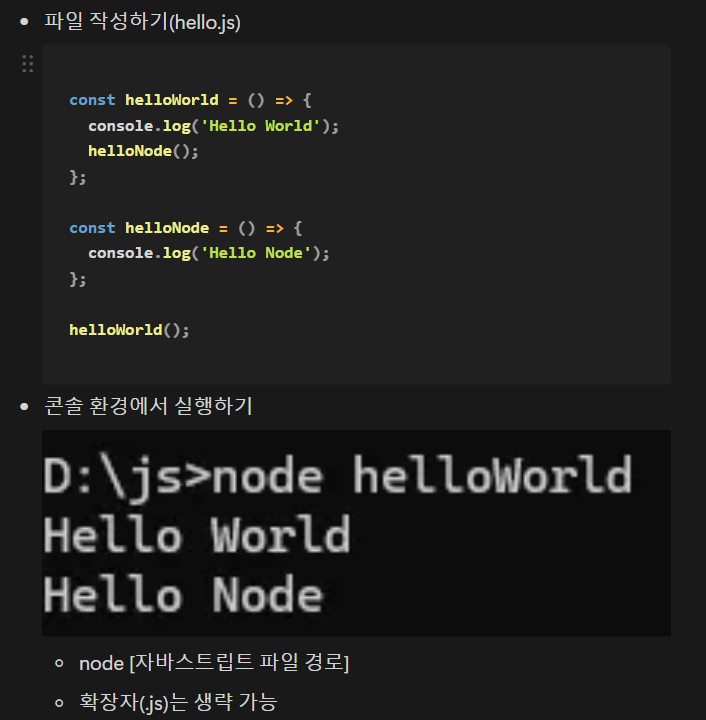 파일 작성하기(hello.js)
const helloWorld = () => {
  console.log('Hello World');
  helloNode();
};
const helloNode = () => {
  console.log('Hello Node');
};
helloWorld();
콘솔 환경에서 실행하기
D:\js>node helloWorld
Hello World
Hello Node
node [자바스트립트 파일 경로]
확장자(.js)는 생략 가능